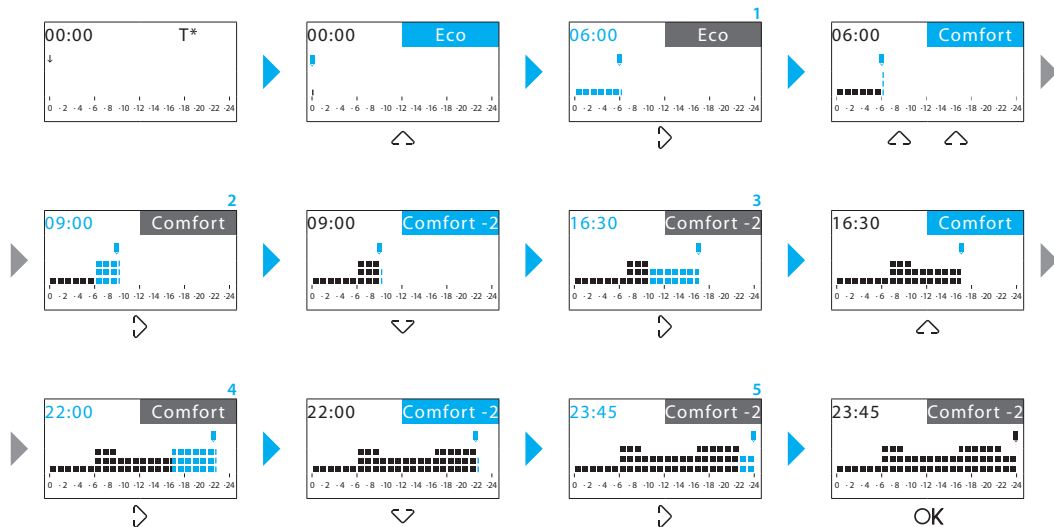 1
00:00 T*
00:00 Eco
06:00 Eco
06:00 Comfort
↓
0 ·2 ·4 ·6 ·8 ·10 ·12 ·14 ·16 ·18 ·20 ·22 ·24
0 ·2 ·4 ·6 ·8 ·10 ·12 ·14 ·16 ·18 ·20 ·22 ·24
0 ·2 ·4 ·6 ·8 ·10 ·12 ·14 ·16 ·18 ·20 ·22 ·24
0 ·2 ·4 ·6 ·8 ·10 ·12 ·14 ·16 ·18 ·20 ·22 ·24
2
3
09:00 Comfort
09:00 Comfort -2
16:30 Comfort -2
16:30 Comfort
0 ·2 ·4 ·6 ·8 ·10 ·12 ·14 ·16 ·18 ·20 ·22 ·24
0 ·2 ·4 ·6 ·8 ·10 ·12 ·14 ·16 ·18 ·20 ·22 ·24
0 ·2 ·4 ·6 ·8 ·10 ·12 ·14 ·16 ·18 ·20 ·22 ·24
0 ·2 ·4 ·6 ·8 ·10 ·12 ·14 ·16 ·18 ·20 ·22 ·24
4
5
22:00 Comfort
22:00 Comfort -2
23:45 Comfort -2
23:45 Comfort -2
0 ·2 ·4 ·6 ·8 ·10 ·12 ·14 ·16 ·18 ·20 ·22 ·24
0 ·2 ·4 ·6 ·8 ·10 ·12 ·14 ·16 ·18 ·20 ·22 ·24
0 ·2 ·4 ·6 ·8 ·10 ·12 ·14 ·16 ·18 ·20 ·22 ·24
0 ·2 ·4 ·6 ·8 ·10 ·12 ·14 ·16 ·18 ·20 ·22 ·24
OK